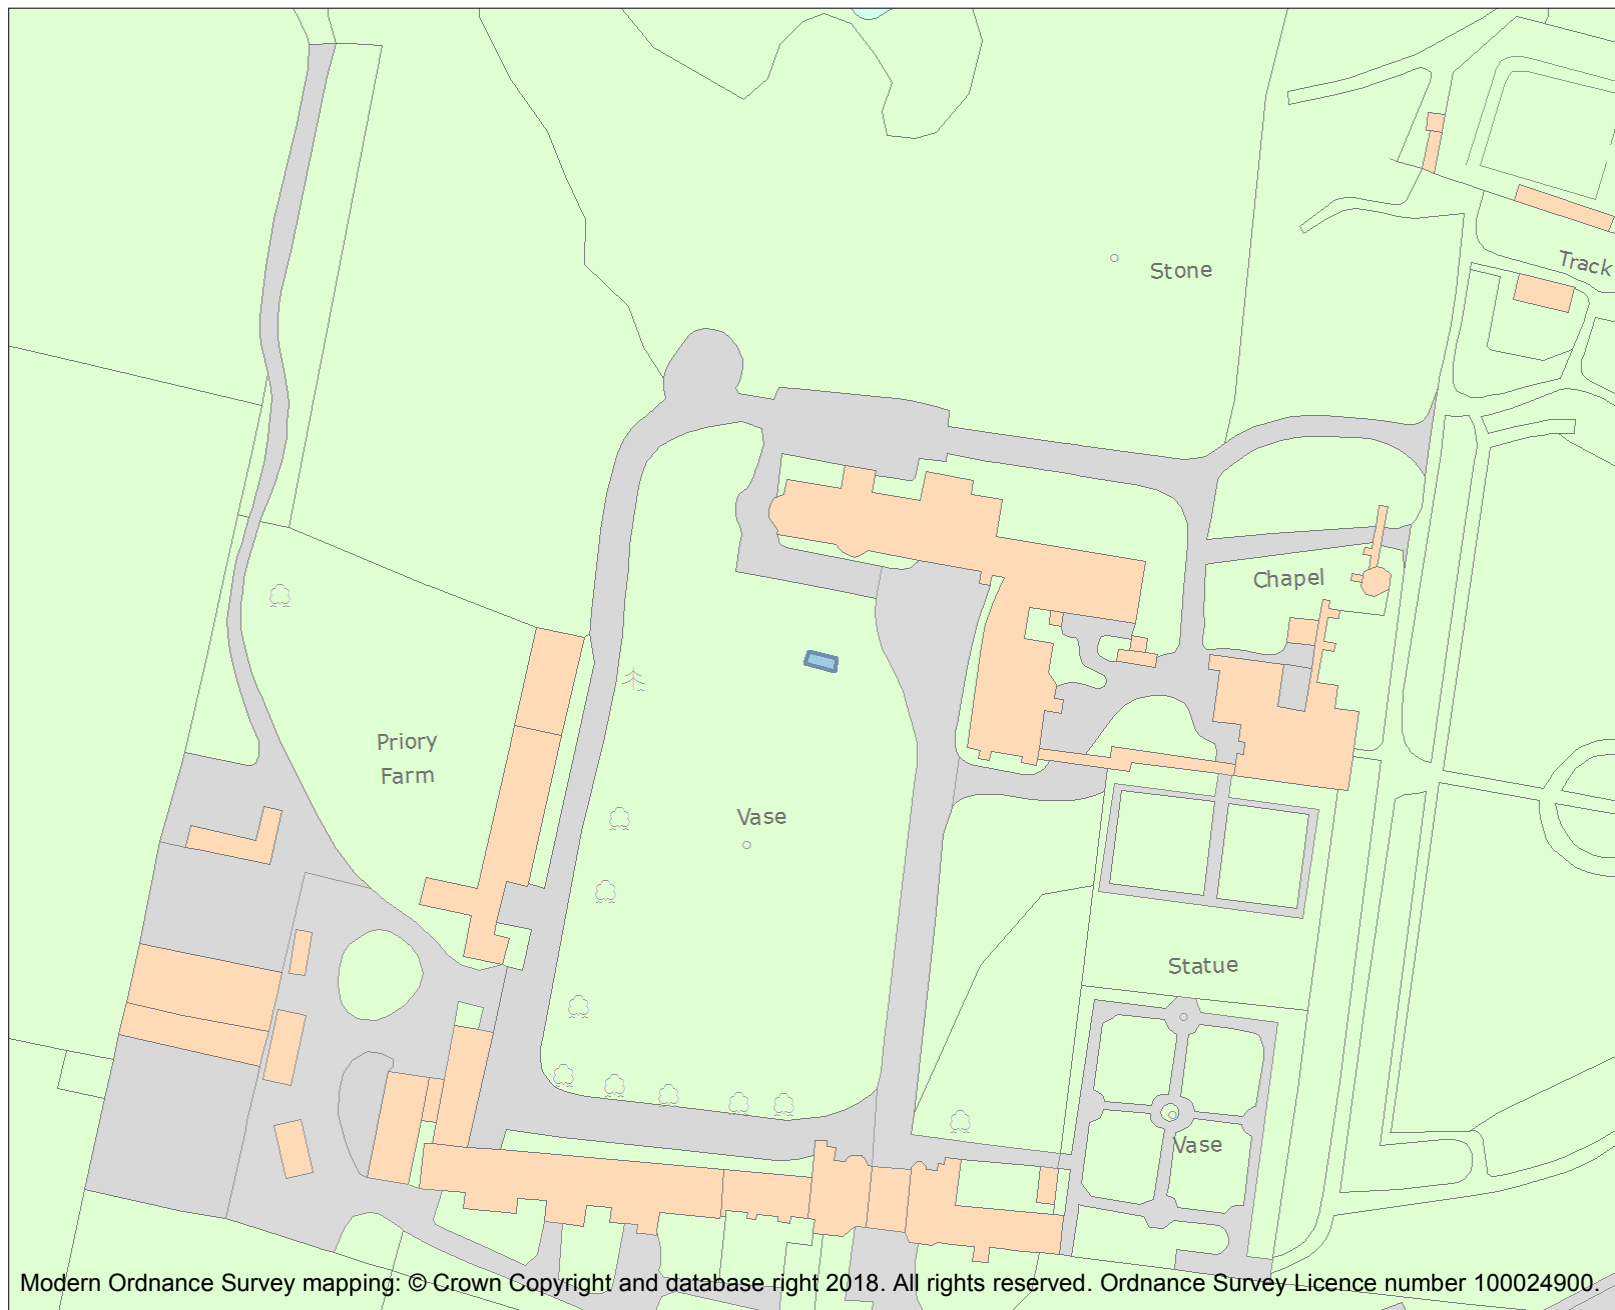 Stone
Track
Chapel
Priory
Farm
Vase
Statue
Vase
Modern Ordnance Survey mapping: © Crown Copyright and database right 2018. All rights reserved. Ordnance Survey Licence number 100024900.